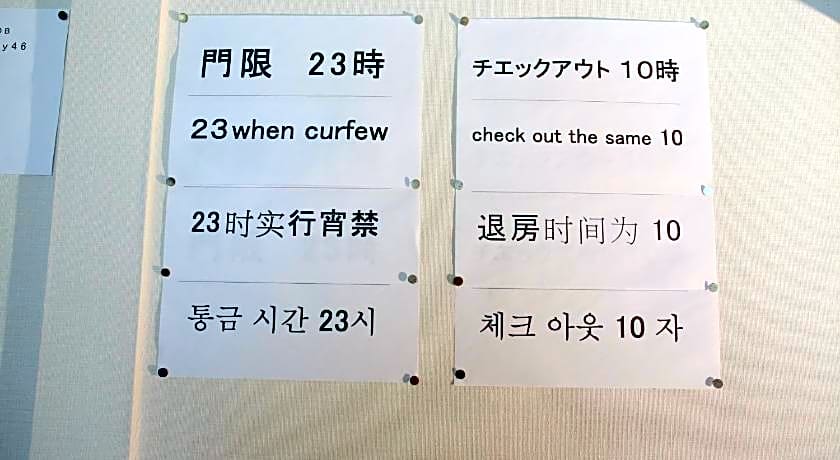 y46
門限 23時
23when curfew
23时实行宵禁
통금 시간 23시
チェックアウト 10時
check out the same 10
退房时间为 10
체크 아웃 10 자